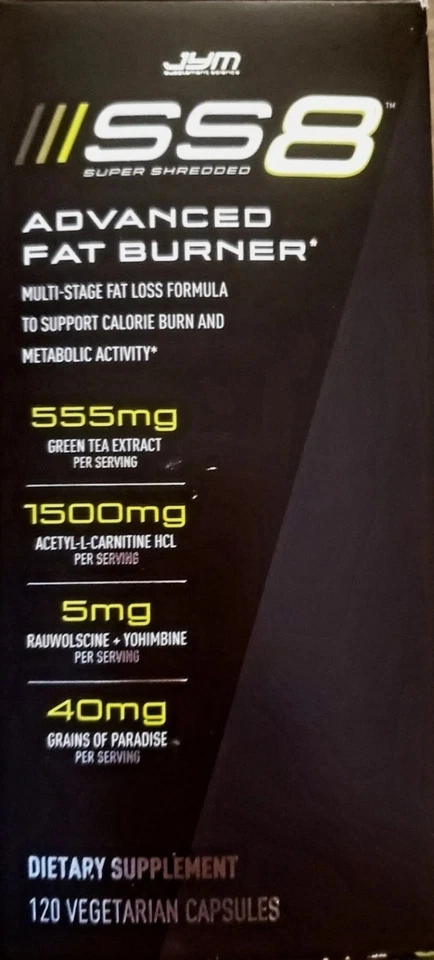 JYM
SUPPLEMENT SCIENCE
SS8™
SUPER SHREDDED
ADVANCED
FAT BURNER*
MULTI-STAGE FAT LOSS FORMULA
TO SUPPORT CALORIE BURN AND
METABOLIC ACTIVITY*
555mg
GREEN TEA EXTRACT
PER SERVING
1500mg
ACETYL-L-CARNITINE HCL
PER SERVING
5mg
RAUWOLSCINE + YOHIMBINE
PER SERVING
40mg
GRAINS OF PARADISE
PER SERVING
DIETARY SUPPLEMENT
120 VEGETARIAN CAPSULES